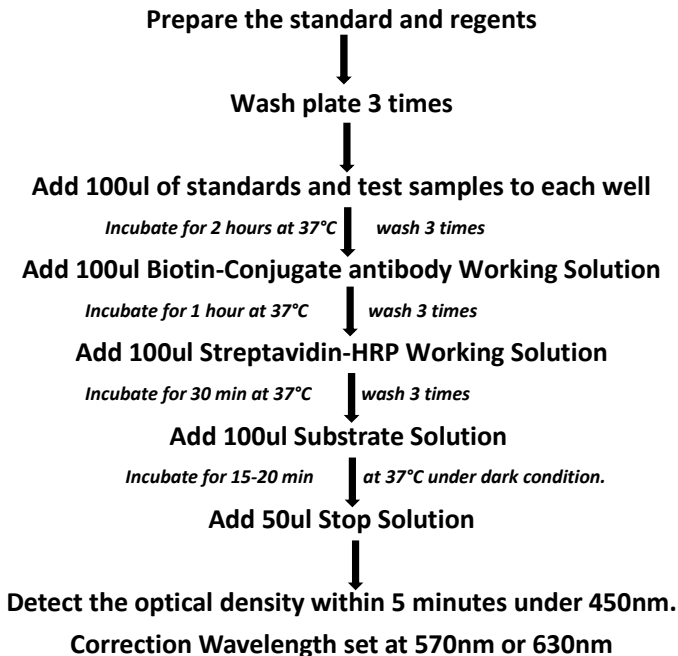 Prepare the standard and regents
Wash plate 3 times
Add 100ul of standards and test samples to each well
Incubate for 2 hours at 37°C wash 3 times
Add 100ul Biotin-Conjugate antibody Working Solution
Incubate for 1 hour at 37°C wash 3 times
Add 100ul Streptavidin-HRP Working Solution
Incubate for 30 min at 37°C wash 3 times
Add 100ul Substrate Solution
Incubate for 15-20 min at 37°C under dark condition.
Add 50ul Stop Solution
Detect the optical density within 5 minutes under 450nm.
Correction Wavelength set at 570nm or 630nm